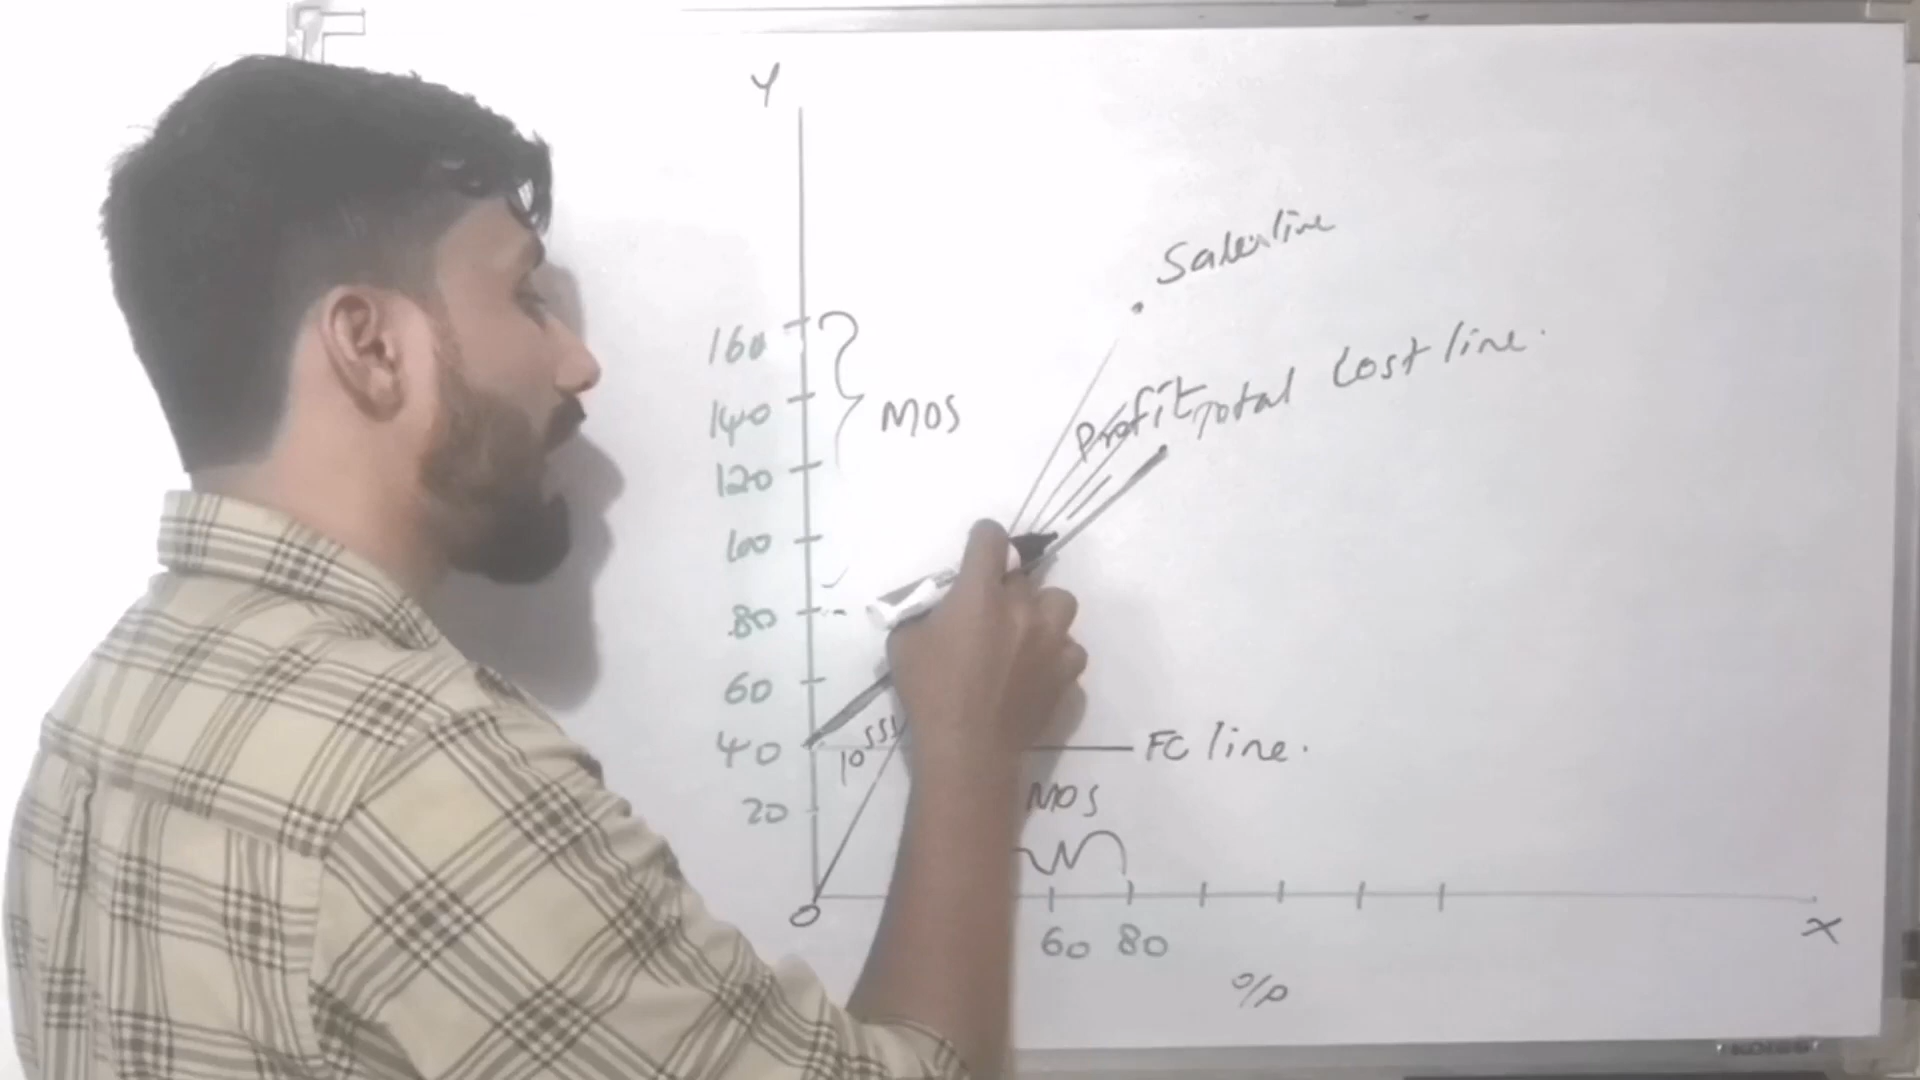 Y
Sales line
160
Total Cost line.
Profit
140
MOS
120
100
80
60
loss
40
FC line.
20
MOS
O
X
60 80
O/P